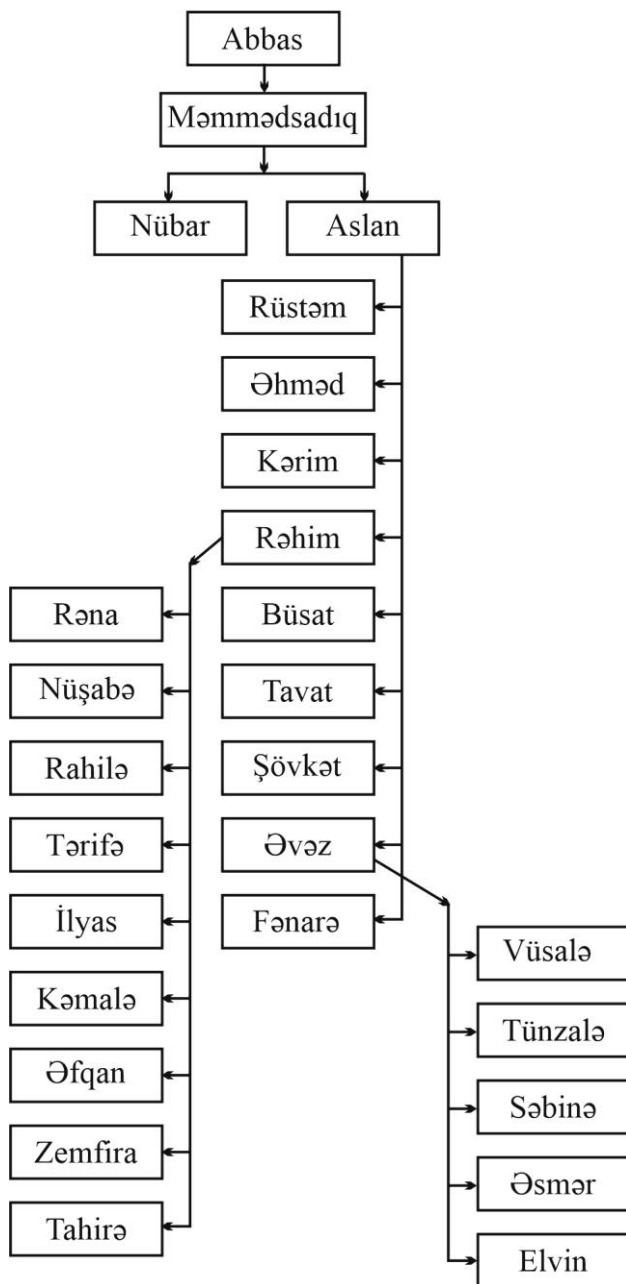 Abbas
Məmmədsadıq
Nübar
Aslan
Rüstəm
Əhməd
Kərim
Rəhim
Rəna
Büsat
Nüşabə
Tavat
Rahilə
Şövkət
Tərifə
Əvəz
İlyas
Fənarə
Vüsalə
Kəmalə
Tünzalə
Əfqan
Səbinə
Zemfira
Əsmər
Tahirə
Elvin